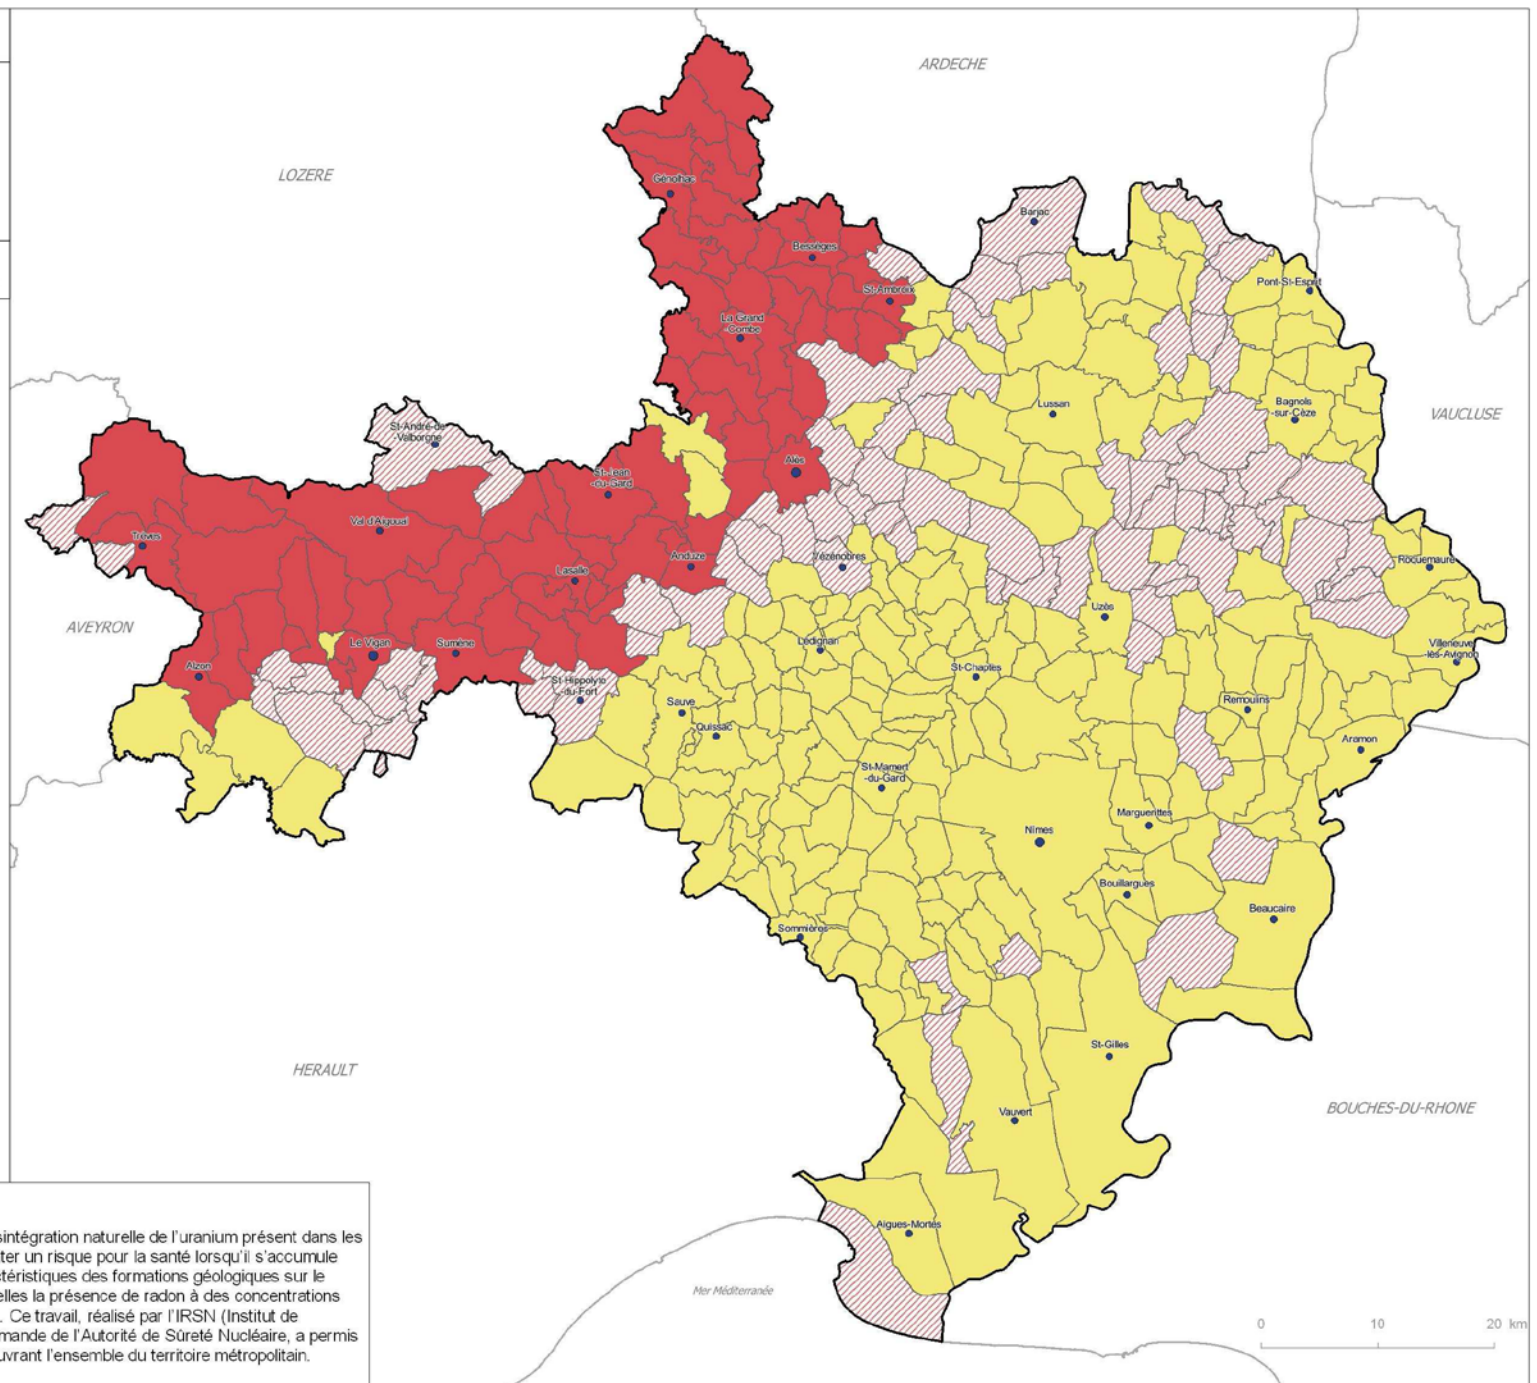 ARDECHE
LOZERE
Génolhac
Barjac
Bessèges
Pont-St-Esprit
St-Ambroix
La Grand
-Combe
Lussan
Bagnols
-sur-Cèze
VAUCLUSE
St-André-de
-Valborgne
Alès
St-Jean
-du-Gard
Val d'Aigoual
Trèves
Anduze
Vézénobres
Roquemaure
Lasalle
Uzès
AVEYRON
Le Vigan
Sumène
Lédignan
Villeneuve
-lès-Avignon
Alzon
St-Chaptes
St-Hippolyte
-du-Fort
Sauve
Remoulins
Quissac
Aramon
St-Mamert
-du-Gard
Marguerittes
Nîmes
Bouillargues
Beaucaire
Sommières
St-Gilles
HERAULT
Vauvert
BOUCHES-DU-RHONE
Aigues-Mortes
Mer Méditerranée
0 10 20 km
sintégration naturelle de l'uranium présent dans les
ter un risque pour la santé lorsqu'il s'accumule
ctéristiques des formations géologiques sur le
elles la présence de radon à des concentrations
. Ce travail, réalisé par l'IRSN (Institut de
mande de l'Autorité de Sûreté Nucléaire, a permis
uvrant l'ensemble du territoire métropolitain.